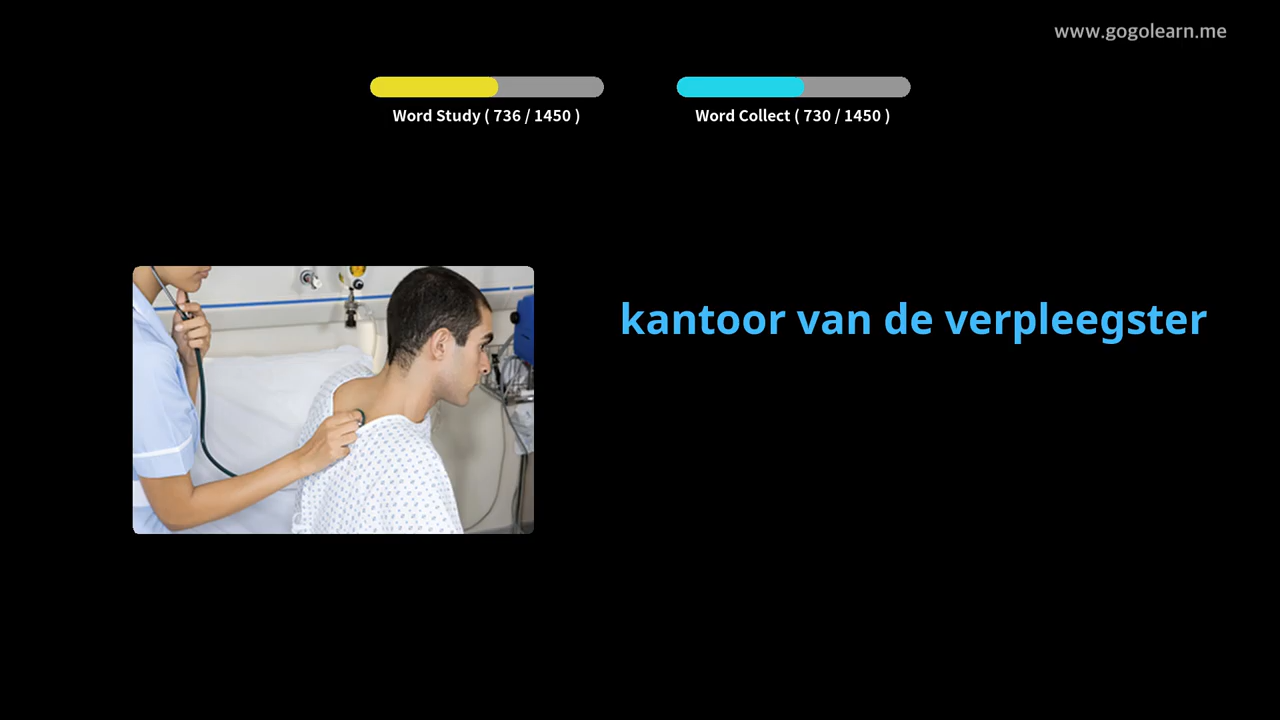 www.gogolearn.me
Word Study ( 736 / 1450 )
Word Collect ( 730 / 1450 )
kantoor van de verpleegster